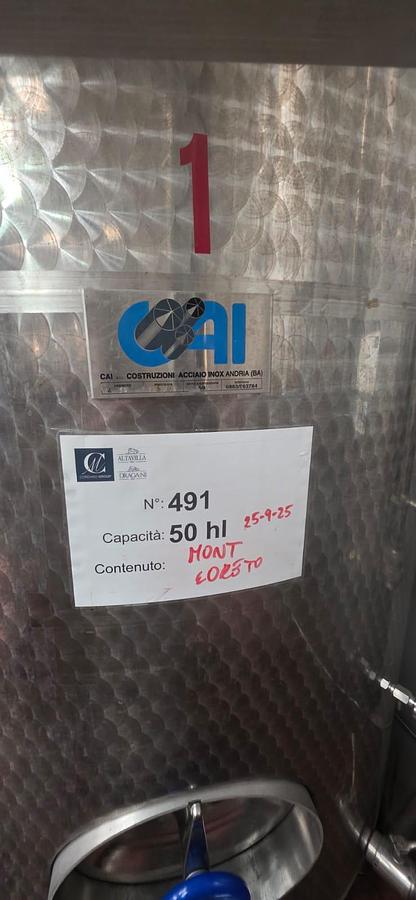 1
CAI
CAI COSTRUZIONI ACCIAIO INOX ANDRIA (BA)
ALTAVILLA
DRAGANI
N°: 491
Capacità: 50 hl 25-9-25
Contenuto: MONT
LORETO